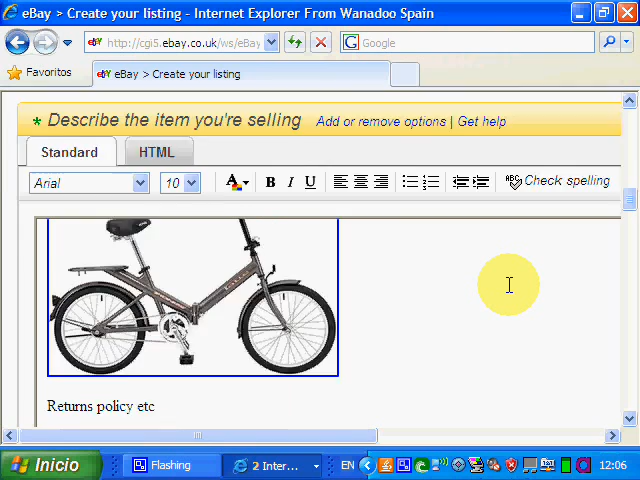 eBay > Create your listing - Internet Explorer From Wanadoo Spain
http://cgi5.ebay.co.uk/ws/eBay
Google
Favoritos
eBay > Create your listing
* Describe the item you're selling Add or remove options | Get help
Standard HTML
Arial 10 A B I U ABC Check spelling
Returns policy etc
Inicio Flashing 2 Inter... EN 12:06